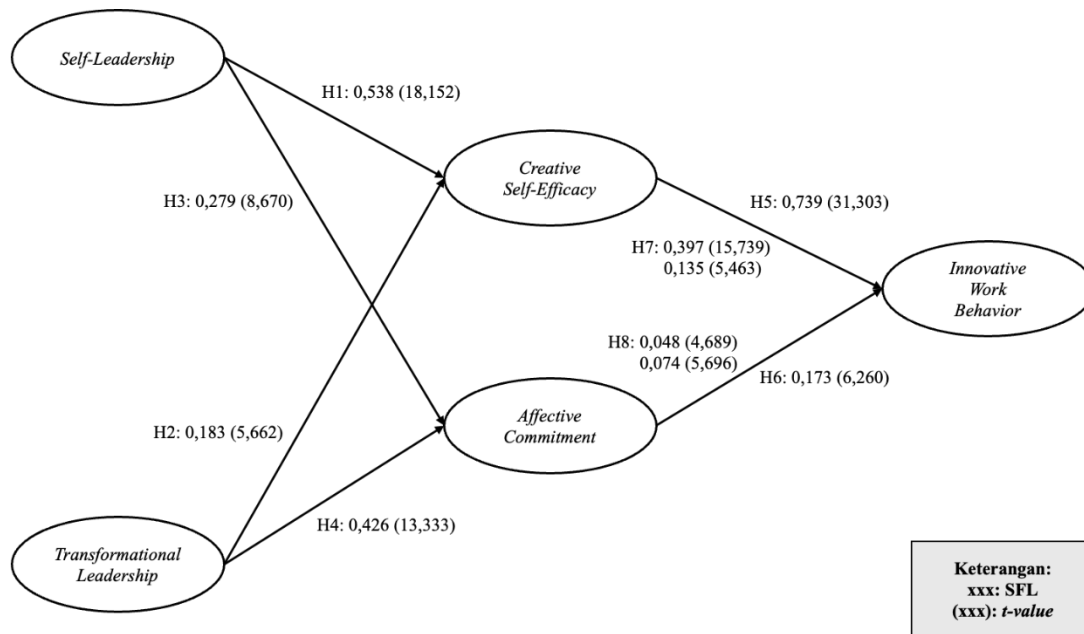 Self-Leadership
H1: 0,538 (18,152)
Creative
Self-Efficacy
H3: 0,279 (8,670)
H5: 0,739 (31,303)
H7: 0,397 (15,739)
0,135 (5,463)
Innovative
Work
Behavior
H8: 0,048 (4,689)
0,074 (5,696)
H6: 0,173 (6,260)
Affective
Commitment
H2: 0,183 (5,662)
H4: 0,426 (13,333)
Transformational
Leadership
Keterangan:
xxx: SFL
(xxx): t-value